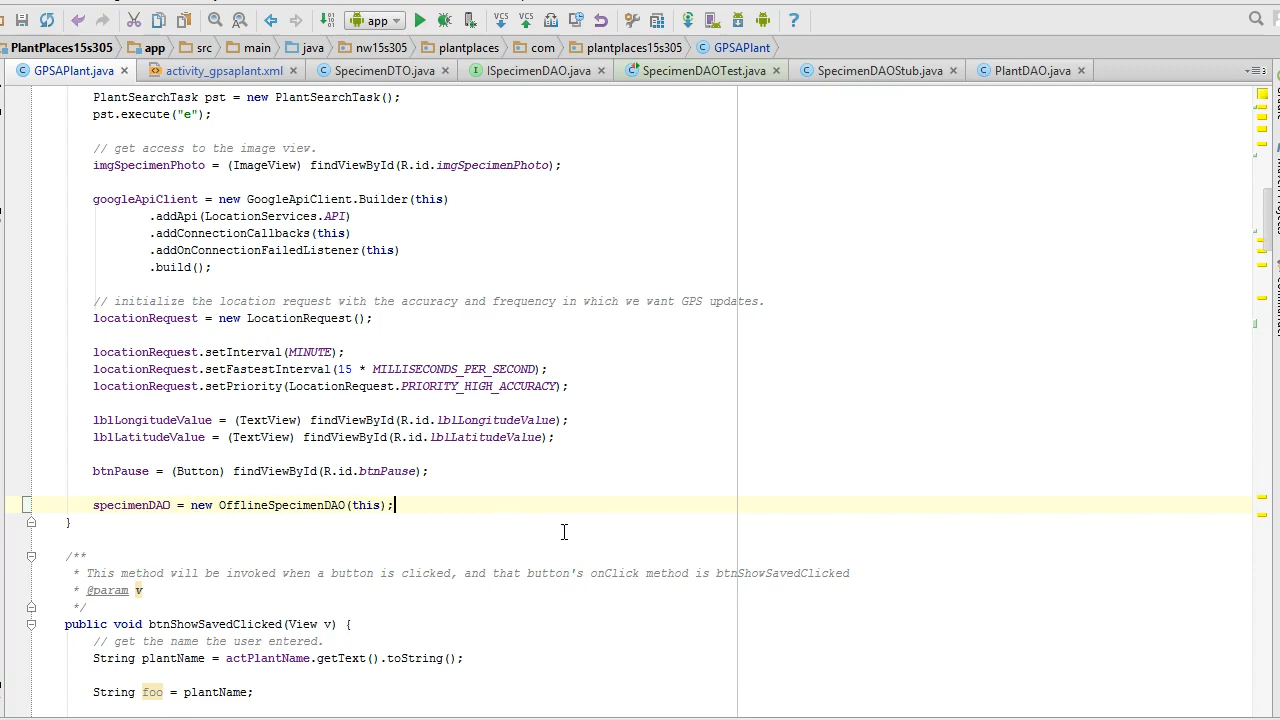 app
PlantPlaces15s305 app src main java nw15s305 plantplaces com plantplaces15s305 GPSAPlant
GPSAPlant.java activity_gpsaplant.xml SpecimenDTO.java ISpecimenDAO.java SpecimenDAOTest.java SpecimenDAOStub.java PlantDAO.java
PlantSearchTask pst = new PlantSearchTask();
pst.execute("e");
// get access to the image view.
imgSpecimenPhoto = (ImageView) findViewById(R.id.imgSpecimenPhoto);
googleApiClient = new GoogleApiClient.Builder(this)
.addApi(LocationServices.API)
.addConnectionCallbacks(this)
.addOnConnectionFailedListener(this)
.build();
// initialize the location request with the accuracy and frequency in which we want GPS updates.
locationRequest = new LocationRequest();
locationRequest.setInterval(MINUTE);
locationRequest.setFastestInterval(15 * MILLISECONDS_PER_SECOND);
locationRequest.setPriority(LocationRequest.PRIORITY_HIGH_ACCURACY);
lblLongitudeValue = (TextView) findViewById(R.id.lblLongitudeValue);
lblLatitudeValue = (TextView) findViewById(R.id.lblLatitudeValue);
btnPause = (Button) findViewById(R.id.btnPause);
specimenDAO = new OfflineSpecimenDAO(this);
}
/**
* This method will be invoked when a button is clicked, and that button's onClick method is btnShowSavedClicked
* @param v
*/
public void btnShowSavedClicked(View v) {
// get the name the user entered.
String plantName = actPlantName.getText().toString();
String foo = plantName;